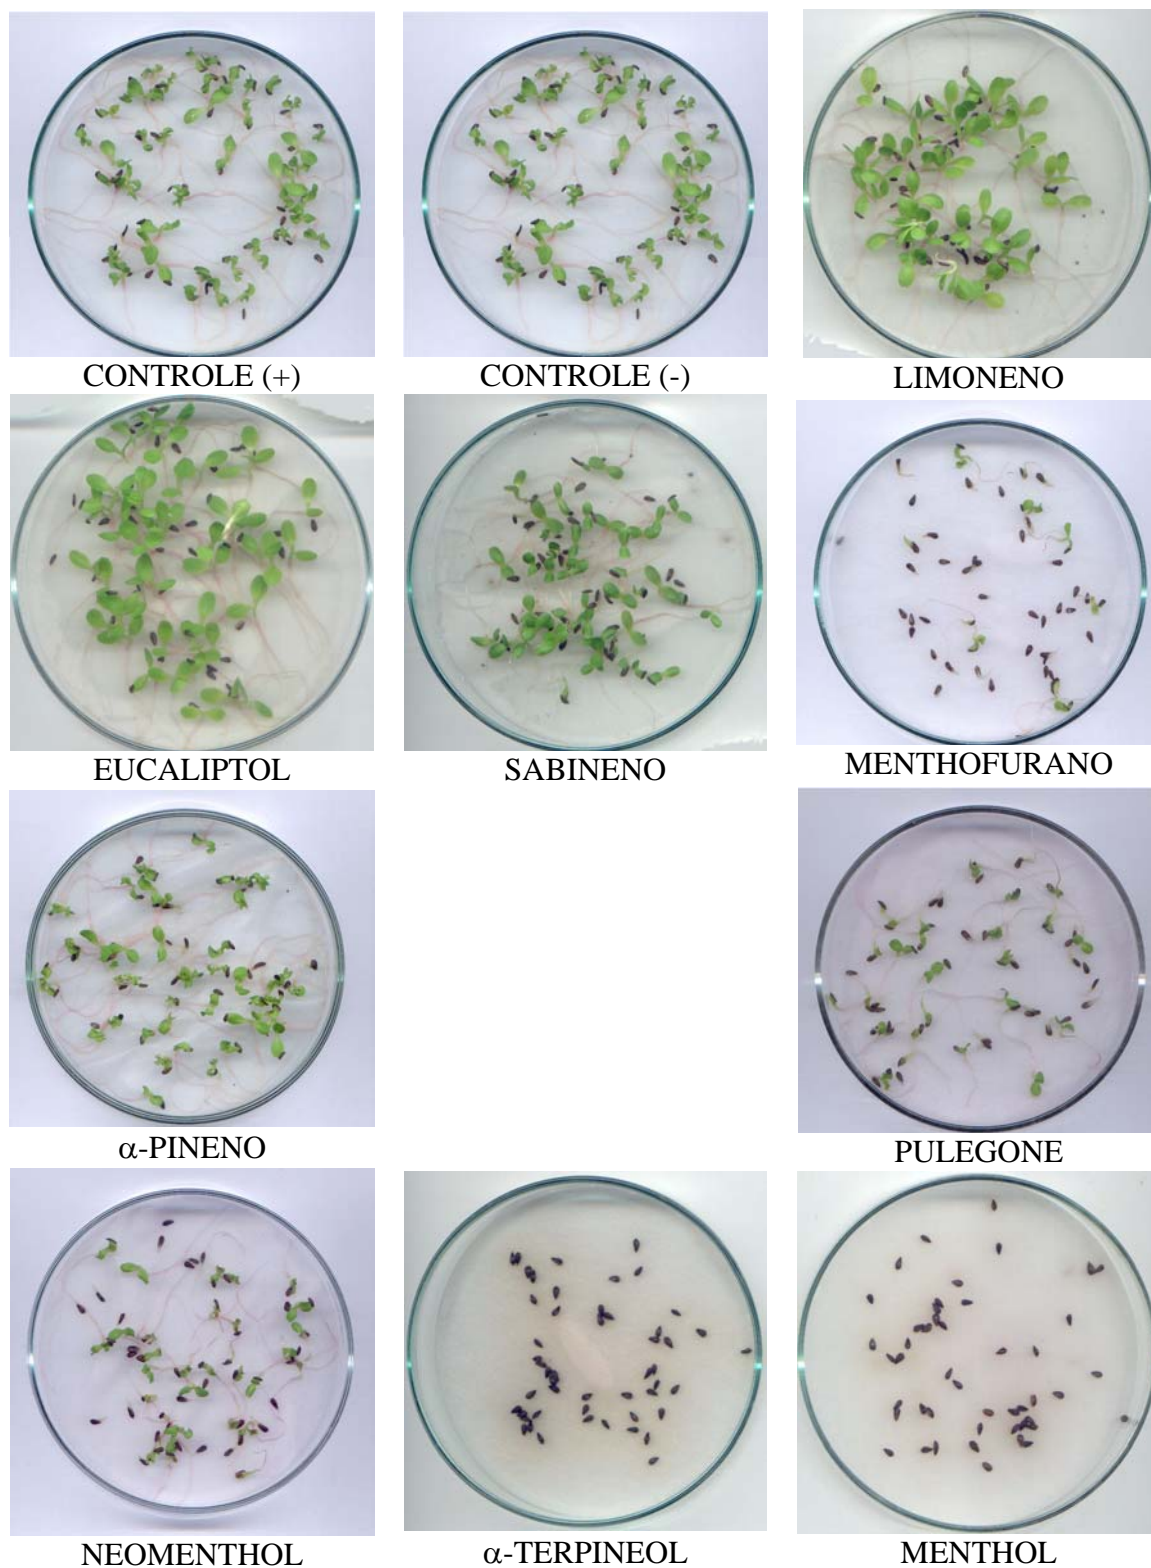 CONTROLE (+)
CONTROLE (-)
LIMONENO
EUCALIPTOL
SABINENO
MENTHOFURANO
α-PINENO
PULEGONE
NEOMENTHOL
α-TERPINEOL
MENTHOL